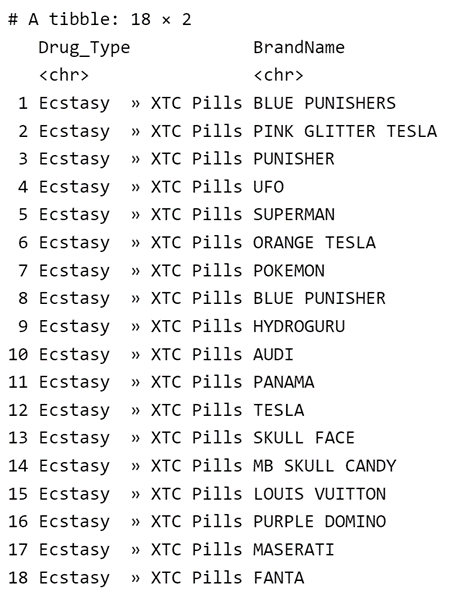 # A tibble: 18 × 2
Drug_Type BrandName
<chr> <chr>
1 Ecstasy » XTC Pills BLUE PUNISHERS
2 Ecstasy » XTC Pills PINK GLITTER TESLA
3 Ecstasy » XTC Pills PUNISHER
4 Ecstasy » XTC Pills UFO
5 Ecstasy » XTC Pills SUPERMAN
6 Ecstasy » XTC Pills ORANGE TESLA
7 Ecstasy » XTC Pills POKEMON
8 Ecstasy » XTC Pills BLUE PUNISHER
9 Ecstasy » XTC Pills HYDROGURU
10 Ecstasy » XTC Pills AUDI
11 Ecstasy » XTC Pills PANAMA
12 Ecstasy » XTC Pills TESLA
13 Ecstasy » XTC Pills SKULL FACE
14 Ecstasy » XTC Pills MB SKULL CANDY
15 Ecstasy » XTC Pills LOUIS VUITTON
16 Ecstasy » XTC Pills PURPLE DOMINO
17 Ecstasy » XTC Pills MASERATI
18 Ecstasy » XTC Pills FANTA